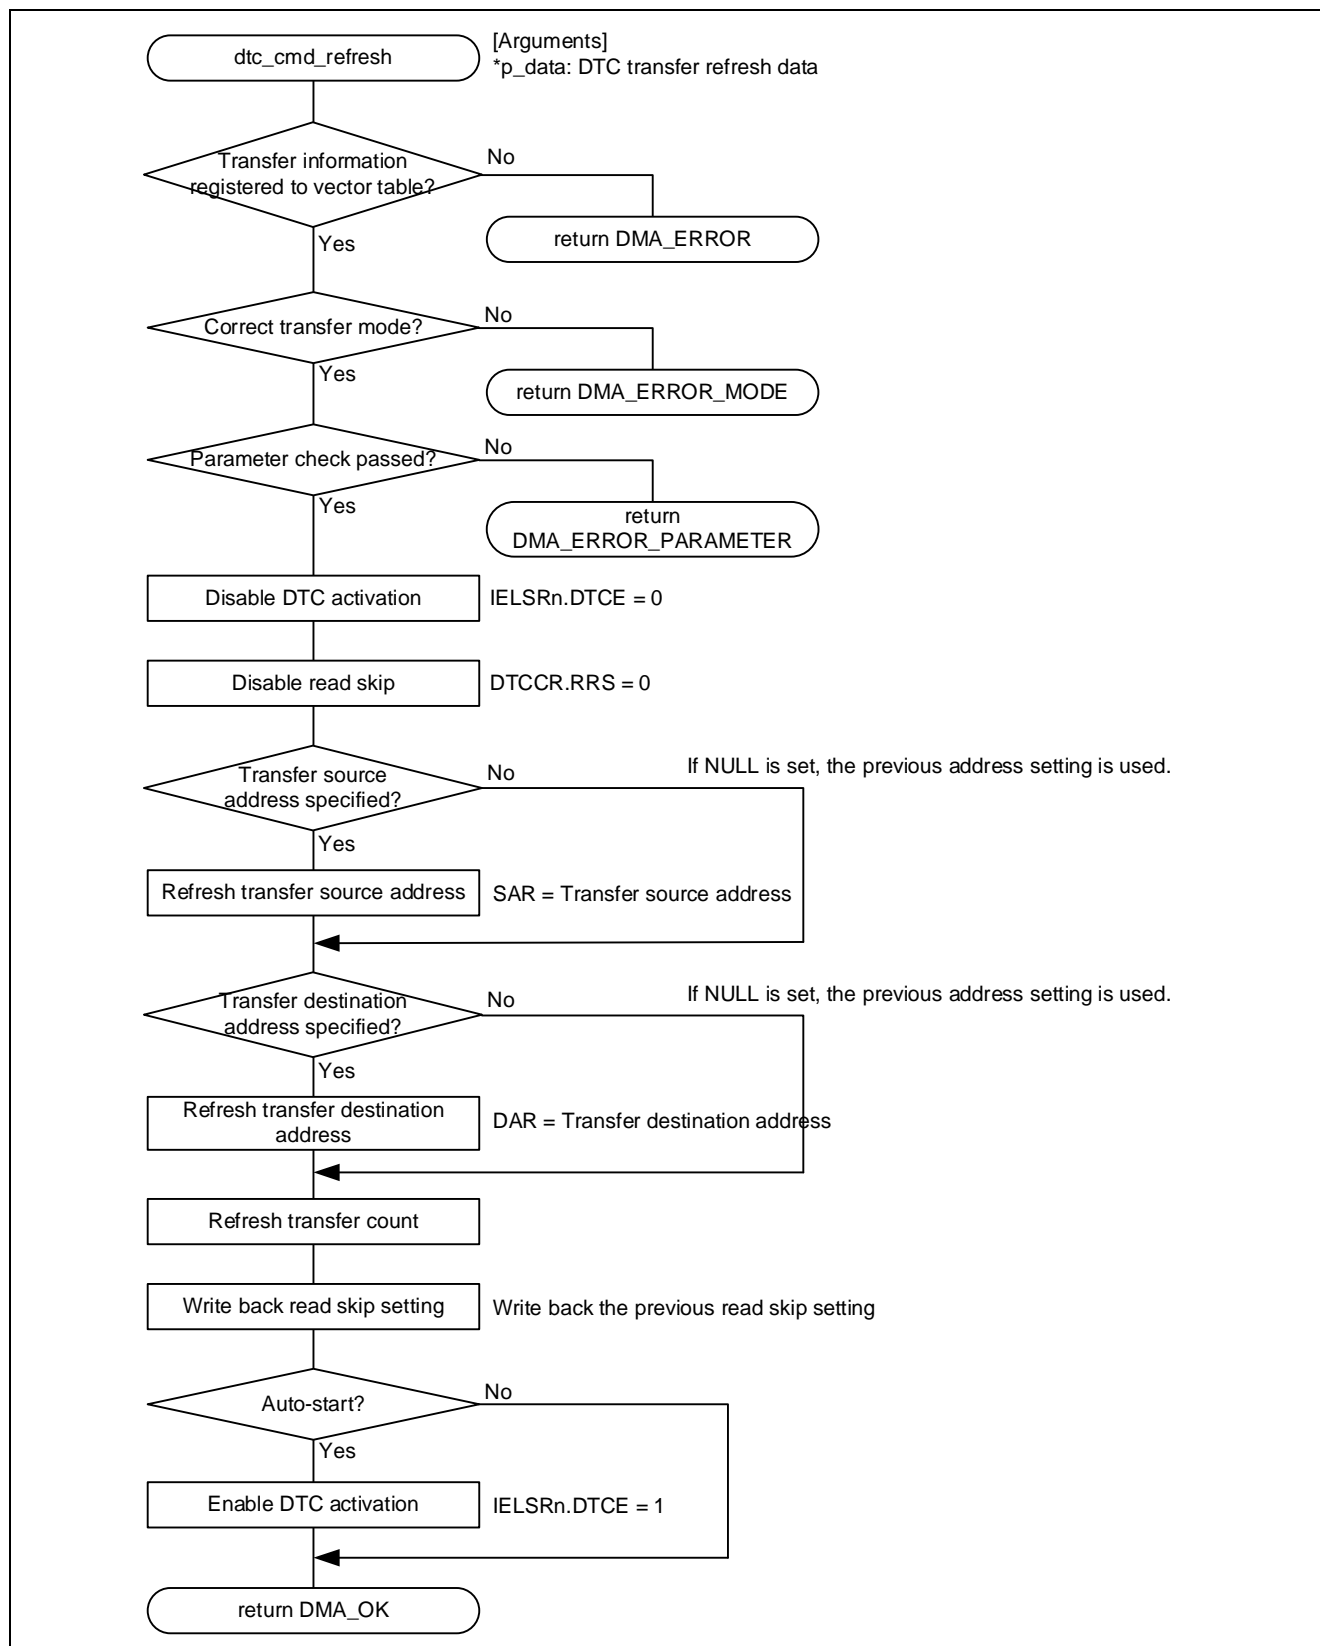 dtc_cmd_refresh
[Arguments]
*p_data: DTC transfer refresh data
Transfer information
registered to vector table?
No
return DMA_ERROR
Yes
Correct transfer mode?
No
return DMA_ERROR_MODE
Yes
Parameter check passed?
No
return
DMA_ERROR_PARAMETER
Yes
Disable DTC activation
IELSRn.DTCE = 0
Disable read skip
DTCCR.RRS = 0
Transfer source
address specified?
No
If NULL is set, the previous address setting is used.
Yes
Refresh transfer source address
SAR = Transfer source address
Transfer destination
address specified?
No
If NULL is set, the previous address setting is used.
Yes
Refresh transfer destination
address
DAR = Transfer destination address
Refresh transfer count
Write back read skip setting
Write back the previous read skip setting
Auto-start?
No
Yes
Enable DTC activation
IELSRn.DTCE = 1
return DMA_OK